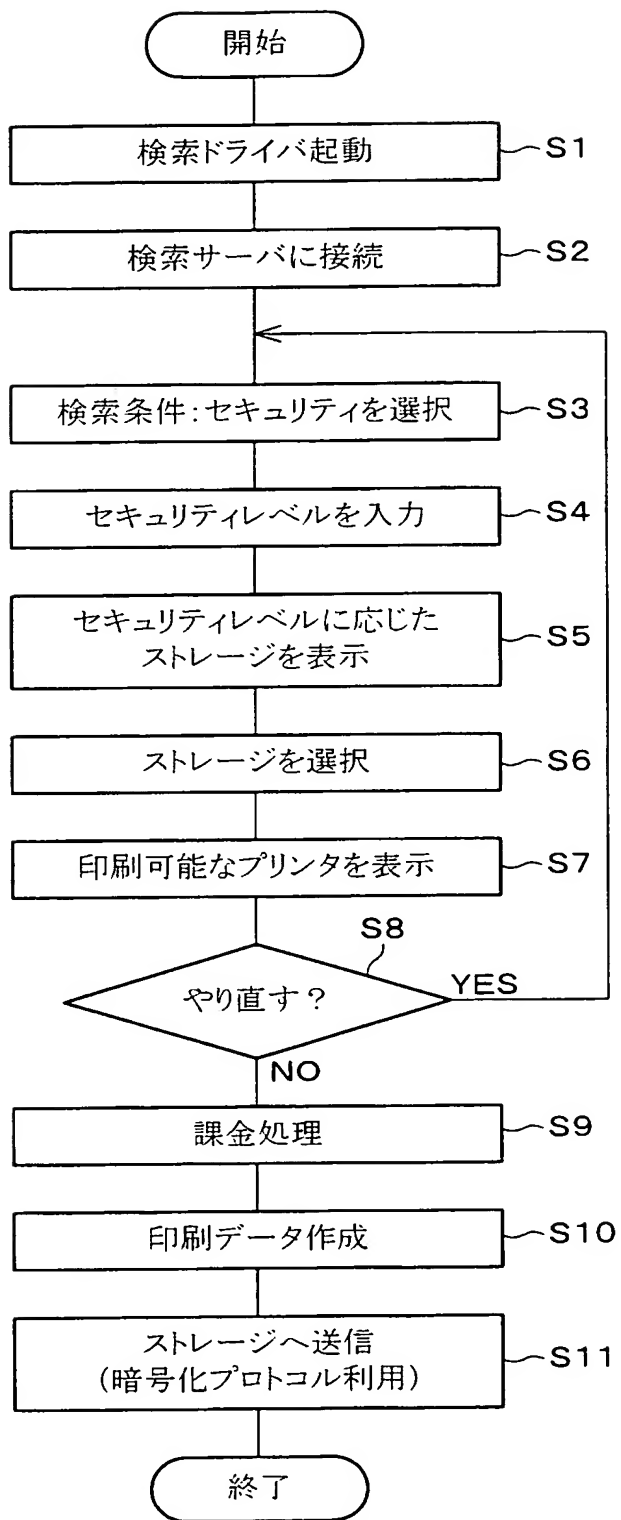 開始
検索ドライバ起動
S1
検索サーバに接続
S2
検索条件:セキュリティを選択
S3
セキュリティレベルを入力
S4
セキュリティレベルに応じた
ストレージを表示
S5
ストレージを選択
S6
印刷可能なプリンタを表示
S7
S8
やり直す?
YES
NO
課金処理
S9
印刷データ作成
S10
ストレージへ送信
(暗号化プロトコル利用)
S11
終了